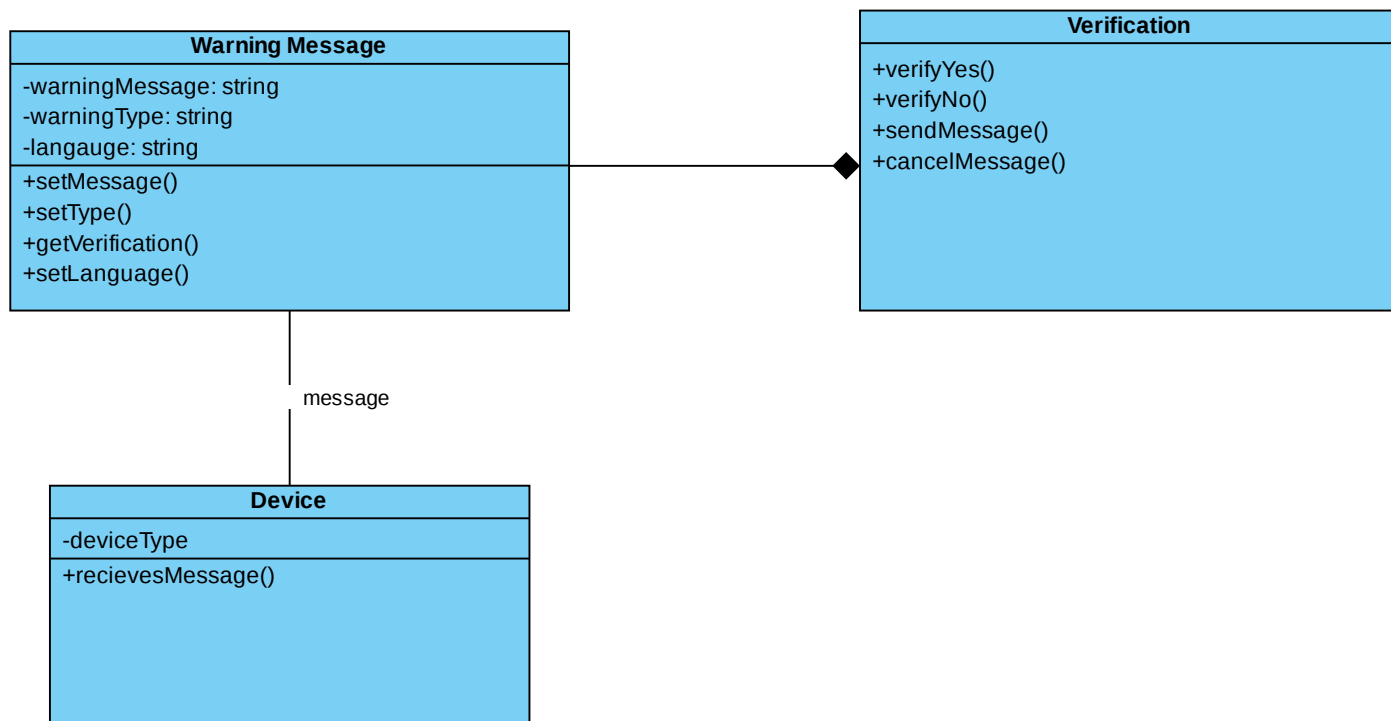 Warning Message
-warningMessage: string
-warningType: string
-langauge: string
+setMessage()
+setType()
+getVerification()
+setLanguage()
Verification
+verifyYes()
+verifyNo()
+sendMessage()
+cancelMessage()
message
Device
-deviceType
+recievesMessage()